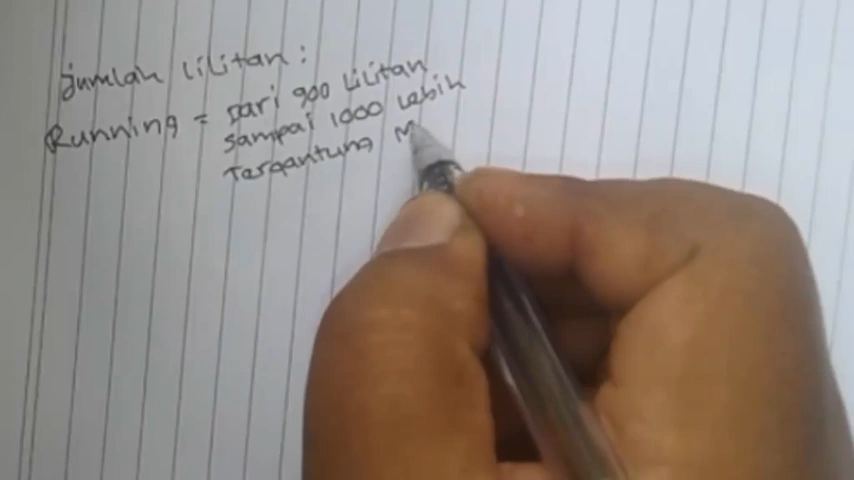 Jumlah lilitan :
Running = Dari 900 Lilitan
sampai 1000 Lebih
Tergantung M